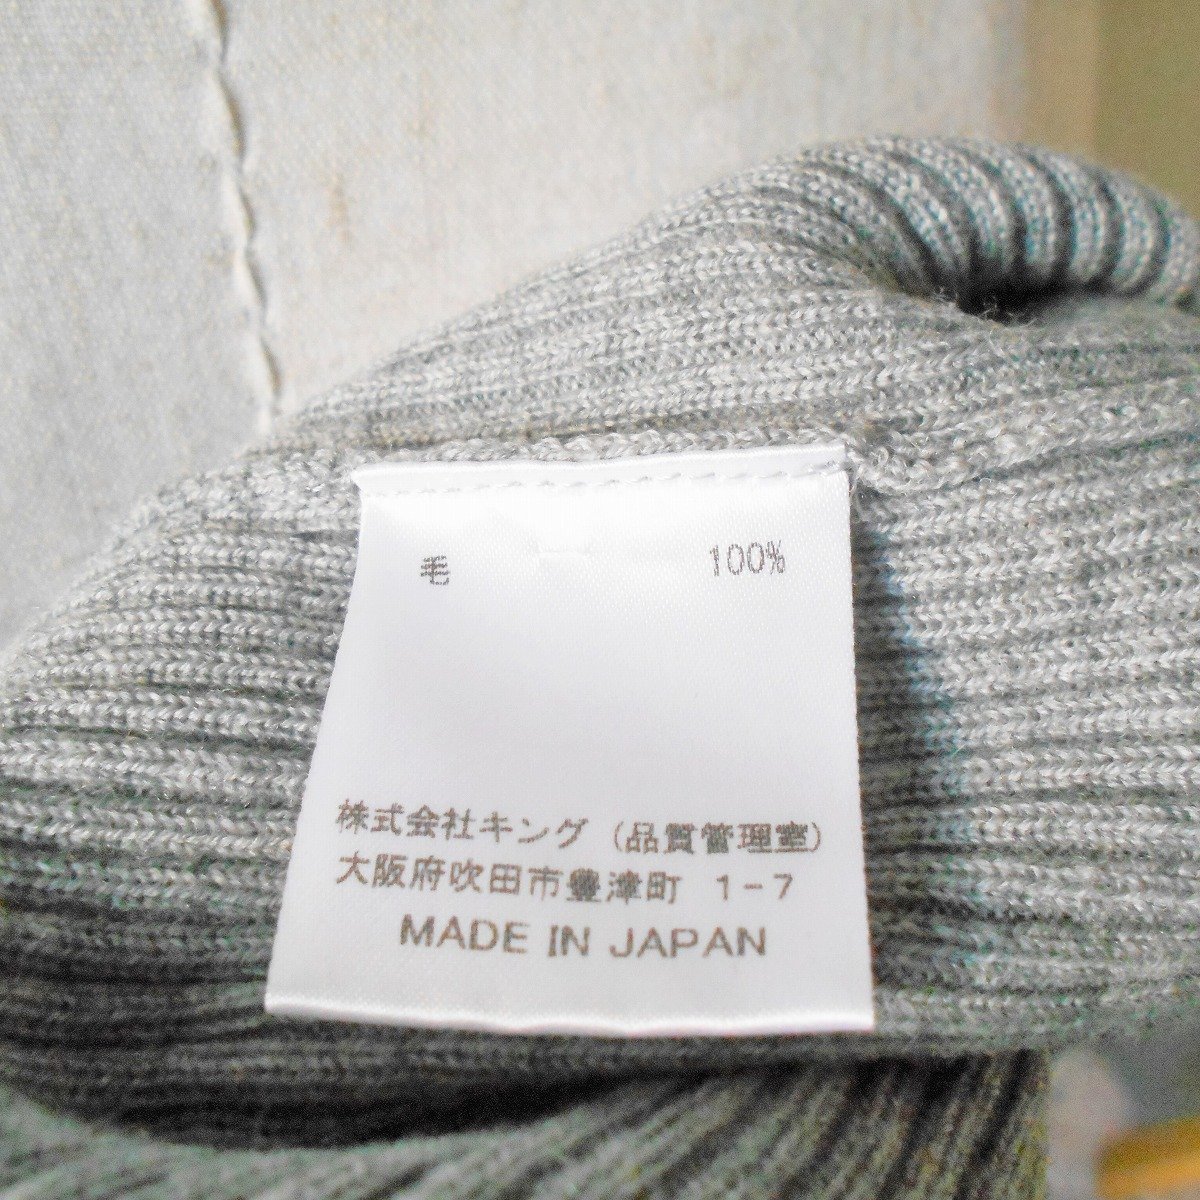 毛 100%
株式会社キング（品質管理室）
大阪府吹田市豊津町 1-7
MADE IN JAPAN